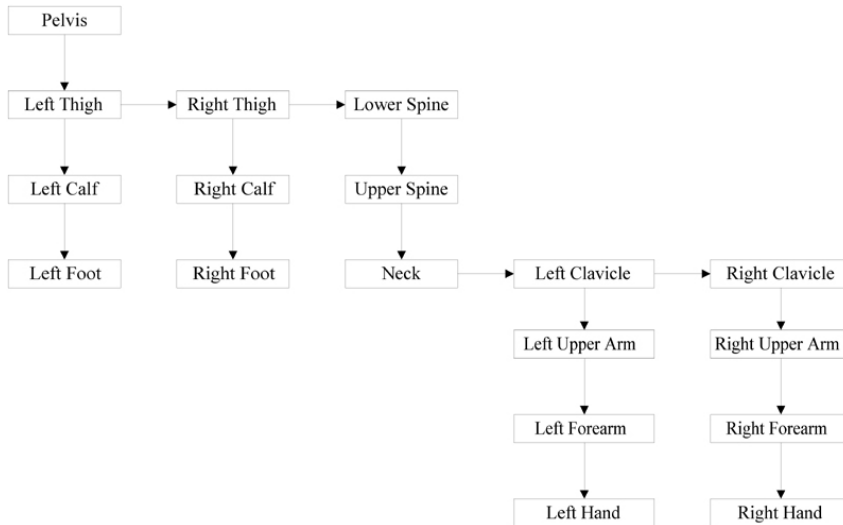 Pelvis
Left Thigh
Right Thigh
Lower Spine
Left Calf
Right Calf
Upper Spine
Left Foot
Right Foot
Neck
Left Clavicle
Right Clavicle
Left Upper Arm
Right Upper Arm
Left Forearm
Right Forearm
Left Hand
Right Hand